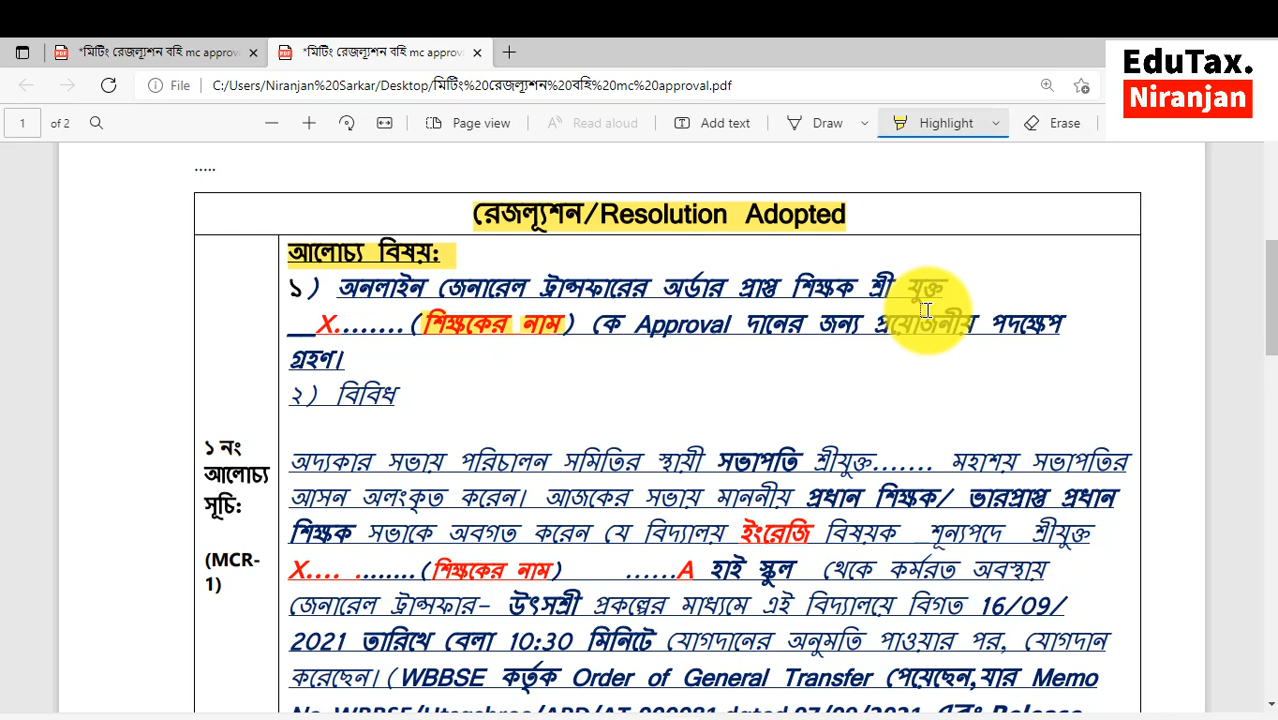 *মিটিং রেজল্যূশন বহি mc approv
*মিটিং রেজল্যূশন বহি mc approv
EduTax.
Niranjan
File C:/Users/Niranjan%20Sarkar/Desktop/মিটিং%20রেজল্যূশন%20বহি%20mc%20approval.pdf
1 of 2 Page view Read aloud Add text Draw Highlight Erase
.....
রেজল্যূশন/Resolution Adopted
আলোচ্য বিষয়:
১) অনলাইন জেনারেল ট্রান্সফারের অর্ডার প্রাপ্ত শিক্ষক শ্রী যুক্ত
__X.........(শিক্ষকের নাম) কে Approval দানের জন্য প্রয়োজনীয় পদক্ষেপ
গ্রহণ।
২) বিবিধ
১ নং
আলোচ্য
সূচি:
(MCR-
1)
অদ্যকার সভায় পরিচালন সমিতির স্থায়ী সভাপতি শ্রীযুক্ত....... মহাশয় সভাপতির
আসন অলংকৃত করেন। আজকের সভায় মাননীয় প্রধান শিক্ষক/ ভারপ্রাপ্ত প্রধান
শিক্ষক সভাকে অবগত করেন যে বিদ্যালয় ইংরেজি বিষয়ক _শূন্যপদে শ্রীযুক্ত
X.... ........(শিক্ষকের নাম) ......A হাই স্কুল থেকে কর্মরত অবস্থায়
জেনারেল ট্রান্সফার- উৎসশ্রী প্রকল্পের মাধ্যমে এই বিদ্যালয়ে বিগত 16/09/
2021 তারিখে বেলা 10:30 মিনিটে যোগদানের অনুমতি পাওয়ার পর, যোগদান
করেছেন। (WBBSE কর্তৃক Order of General Transfer পেয়েছেন,যার Memo